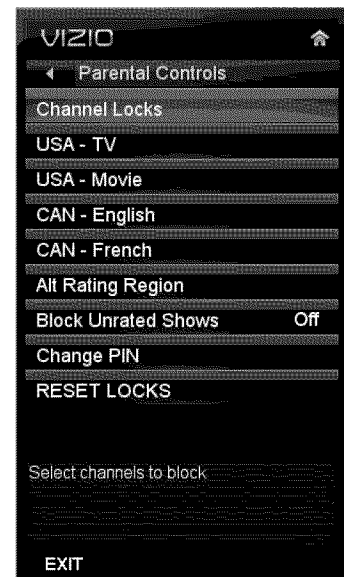 VIZIO
Parental Controls
Channel Locks
USA - TV
USA - Movie
CAN - English
CAN - French
Alt Rating Region
Block Unrated Shows Off
Change PIN
RESET LOCKS
Select channels to block
EXIT